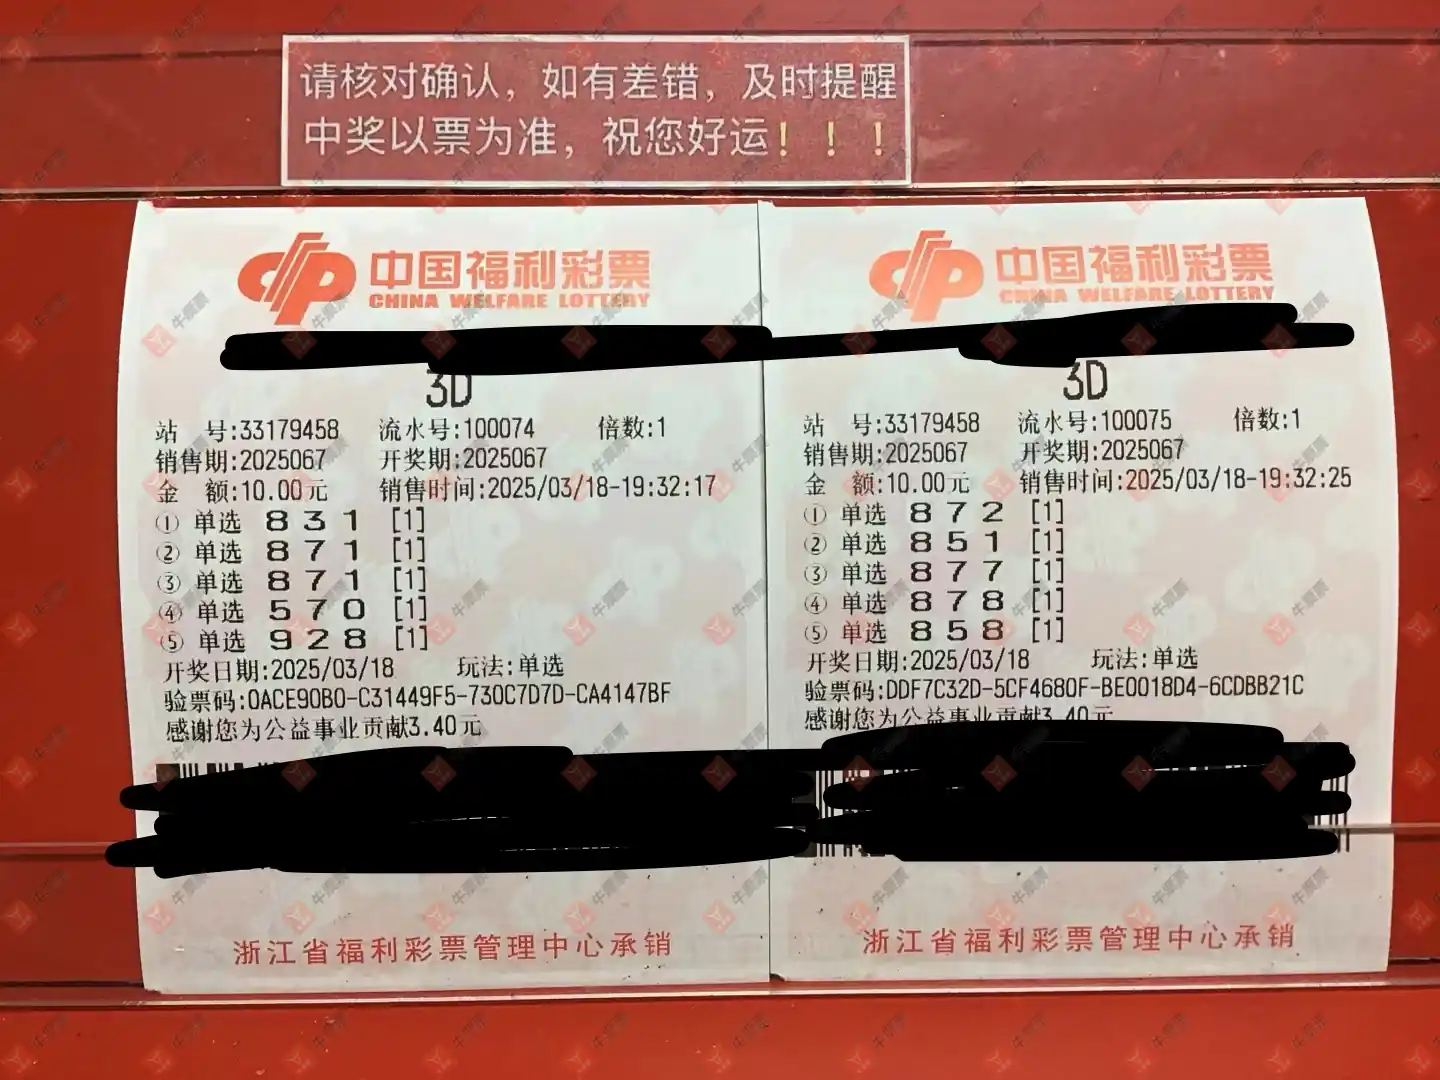 请核对确认，如有差错，及时提醒
中奖以票为准，祝您好运！！！
中国福利彩票
CHINA WELFARE LOTTERY
3D
站 号:33179458 流水号:100074 倍数:1
销售期:2025067 开奖期:2025067
金 额:10.00元 销售时间:2025/03/18-19:32:17
① 单选 8 3 1 [1]
② 单选 8 7 1 [1]
③ 单选 8 7 1 [1]
④ 单选 5 7 0 [1]
⑤ 单选 9 2 8 [1]
开奖日期:2025/03/18 玩法:单选
验票码:0ACE90B0-C31449F5-730C7D7D-CA4147BF
感谢您为公益事业贡献3.40元
浙江省福利彩票管理中心承销
中国福利彩票
CHINA WELFARE LOTTERY
3D
站 号:33179458 流水号:100075 倍数:1
销售期:2025067 开奖期:2025067
金 额:10.00元 销售时间:2025/03/18-19:32:25
① 单选 8 7 2 [1]
② 单选 8 5 1 [1]
③ 单选 8 7 7 [1]
④ 单选 8 7 8 [1]
⑤ 单选 8 5 8 [1]
开奖日期:2025/03/18 玩法:单选
验票码:DDF7C32D-5CF4680F-BE0018D4-6CDBB21C
感谢您为公益事业贡献3.40元
浙江省福利彩票管理中心承销